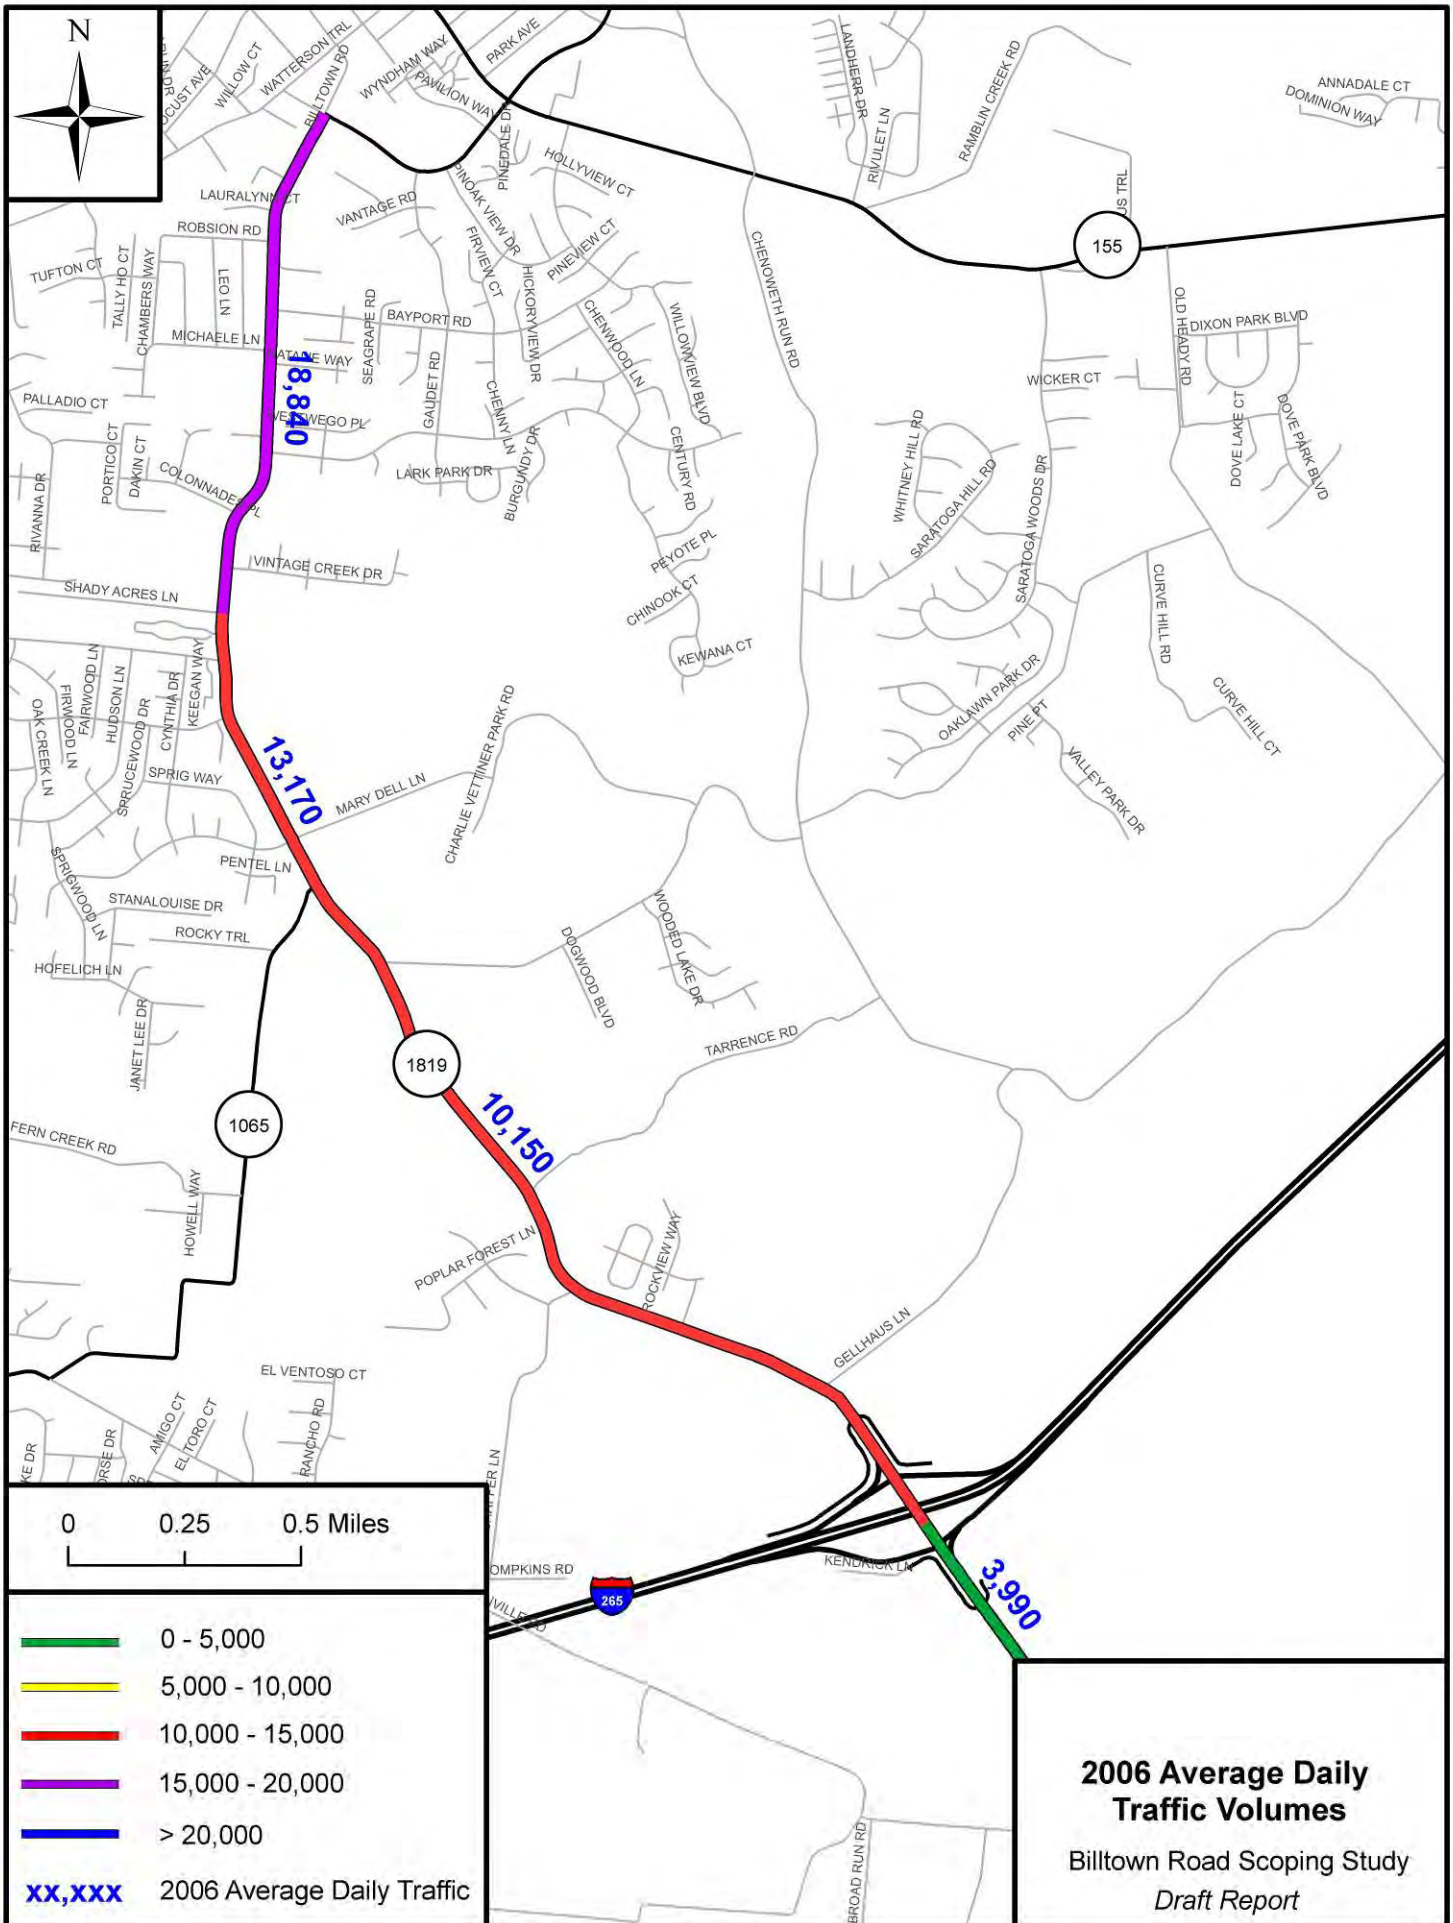 N
WILLOW CT
WATTERSON TRL
BILLTOWN RD
WYNDHAM WAY
PARK AVE
PAVILION WAY
PINEDALE DR
HOLLYVIEW CT
LANDHERR DR
RIVULET LN
RAMBLIN CREEK RD
ANNADALE CT
DOMINION WAY
LAURALYNN CT
VANTAGE RD
PINOAK VIEW DR
ROBSION RD
FIRVIEW CT
PINEVIEW CT
HICKORYVIEW DR
CHENOWETH RUN RD
155
TUFTON CT
TALLY HO CT
CHAMBERS WAY
LEO LN
MICHAELE LN
SEAGRAPE RD
BAYPORT RD
GAUDET RD
CHENNY LN
CHENWOOD LN
WILLOWVIEW BLVD
OLD HEADY RD
DIXON PARK BLVD
WICKER CT
DOVE LAKE CT
DOVE PARK BLVD
18,840
PALLADIO CT
PORTICO CT
DAKIN CT
COLONNADES PL
RIVANNA DR
LARK PARK DR
BURGUNDY DR
CENTURY RD
WHITNEY HILL RD
SARATOGA HILL RD
SARATOGA WOODS DR
VINTAGE CREEK DR
PEYOTE PL
CHINOOK CT
KEWANA CT
SHADY ACRES LN
CURVE HILL RD
CURVE HILL CT
OAK CREEK LN
FIRWOOD LN
FAIRWOOD LN
HUDSON LN
SPRUCEWOOD DR
CYNTHIA DR
KEEGAN WAY
SPRIG WAY
13,170
MARY DELL LN
CHARLIE VETTINER PARK RD
OAKLAWN PARK DR
PINE PT
VALLEY PARK DR
PENTEL LN
SPRIGWOOD LN
STANALOUISE DR
ROCKY TRL
HOFELICH LN
JANET LEE DR
DOGWOOD BLVD
WOODED LAKE DR
TARRENCE RD
1819
10,150
1065
FERN CREEK RD
HOWELL WAY
POPLAR FOREST LN
ROCKVIEW WAY
GELLHAUS LN
EL VENTOSO CT
AMIGO CT
EL TORO CT
RANCHO RD
KE DR
ORSE DR
OMPKINS RD
265
KENDRICK LN
3,990
BROAD RUN RD
0 0.25 0.5 Miles
0 - 5,000
5,000 - 10,000
10,000 - 15,000
15,000 - 20,000
> 20,000
xx,xxx 2006 Average Daily Traffic
2006 Average Daily
Traffic Volumes
Billtown Road Scoping Study
Draft Report